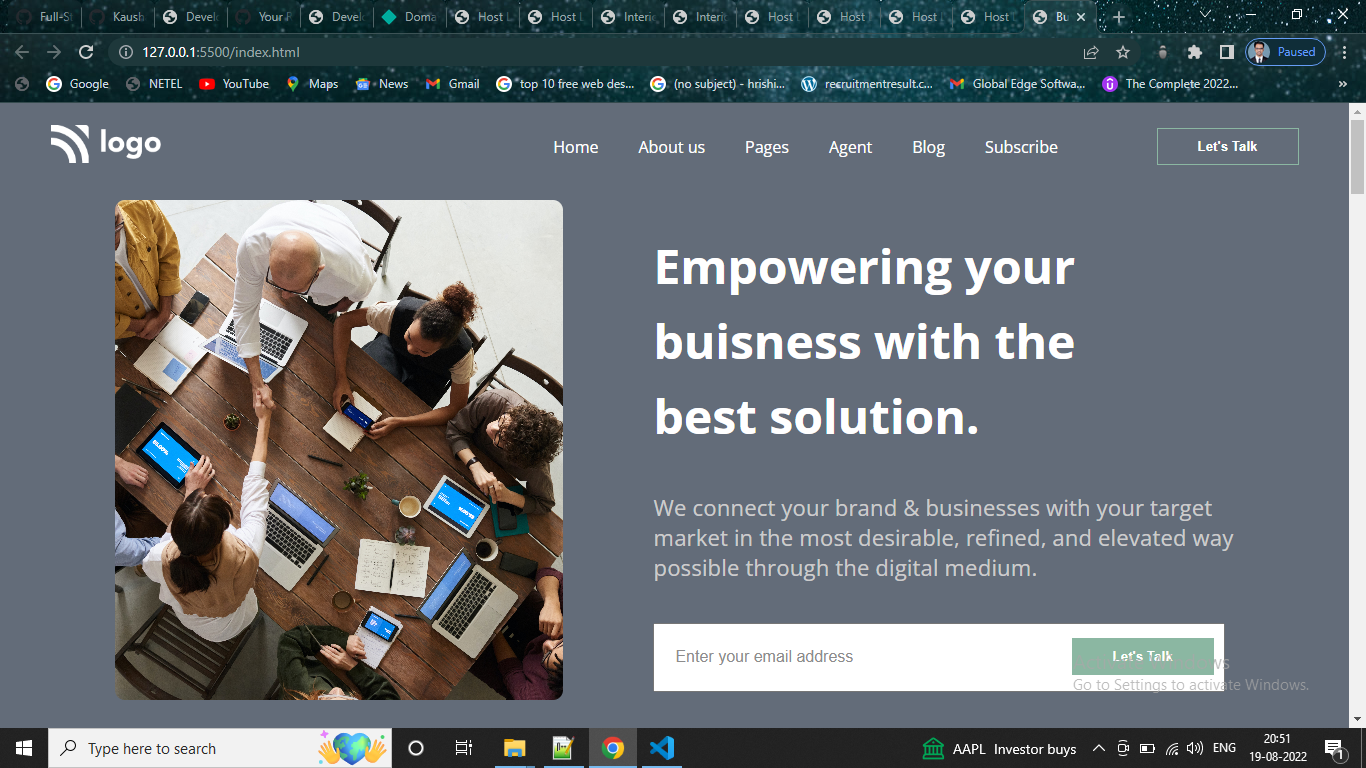 Full-St
Kaush
Develo
Your R
Develo
Doma
Host L
Host L
Interio
Interio
Host L
Host
Host
Host L
Bu
127.0.0.1:5500/index.html
Paused
Google
NETEL
YouTube
Maps
News
Gmail
top 10 free web des...
(no subject) - hrishi...
recruitmentresult.c...
Global Edge Softwa...
The Complete 2022...
logo
Home
About us
Pages
Agent
Blog
Subscribe
Let's Talk
Empowering your
buisness with the
best solution.
We connect your brand & businesses with your target
market in the most desirable, refined, and elevated way
possible through the digital medium.
Enter your email address
Let's Talk
Go to Settings to activate Windows.
Type here to search
AAPL Investor buys
ENG
20:51
19-08-2022
1